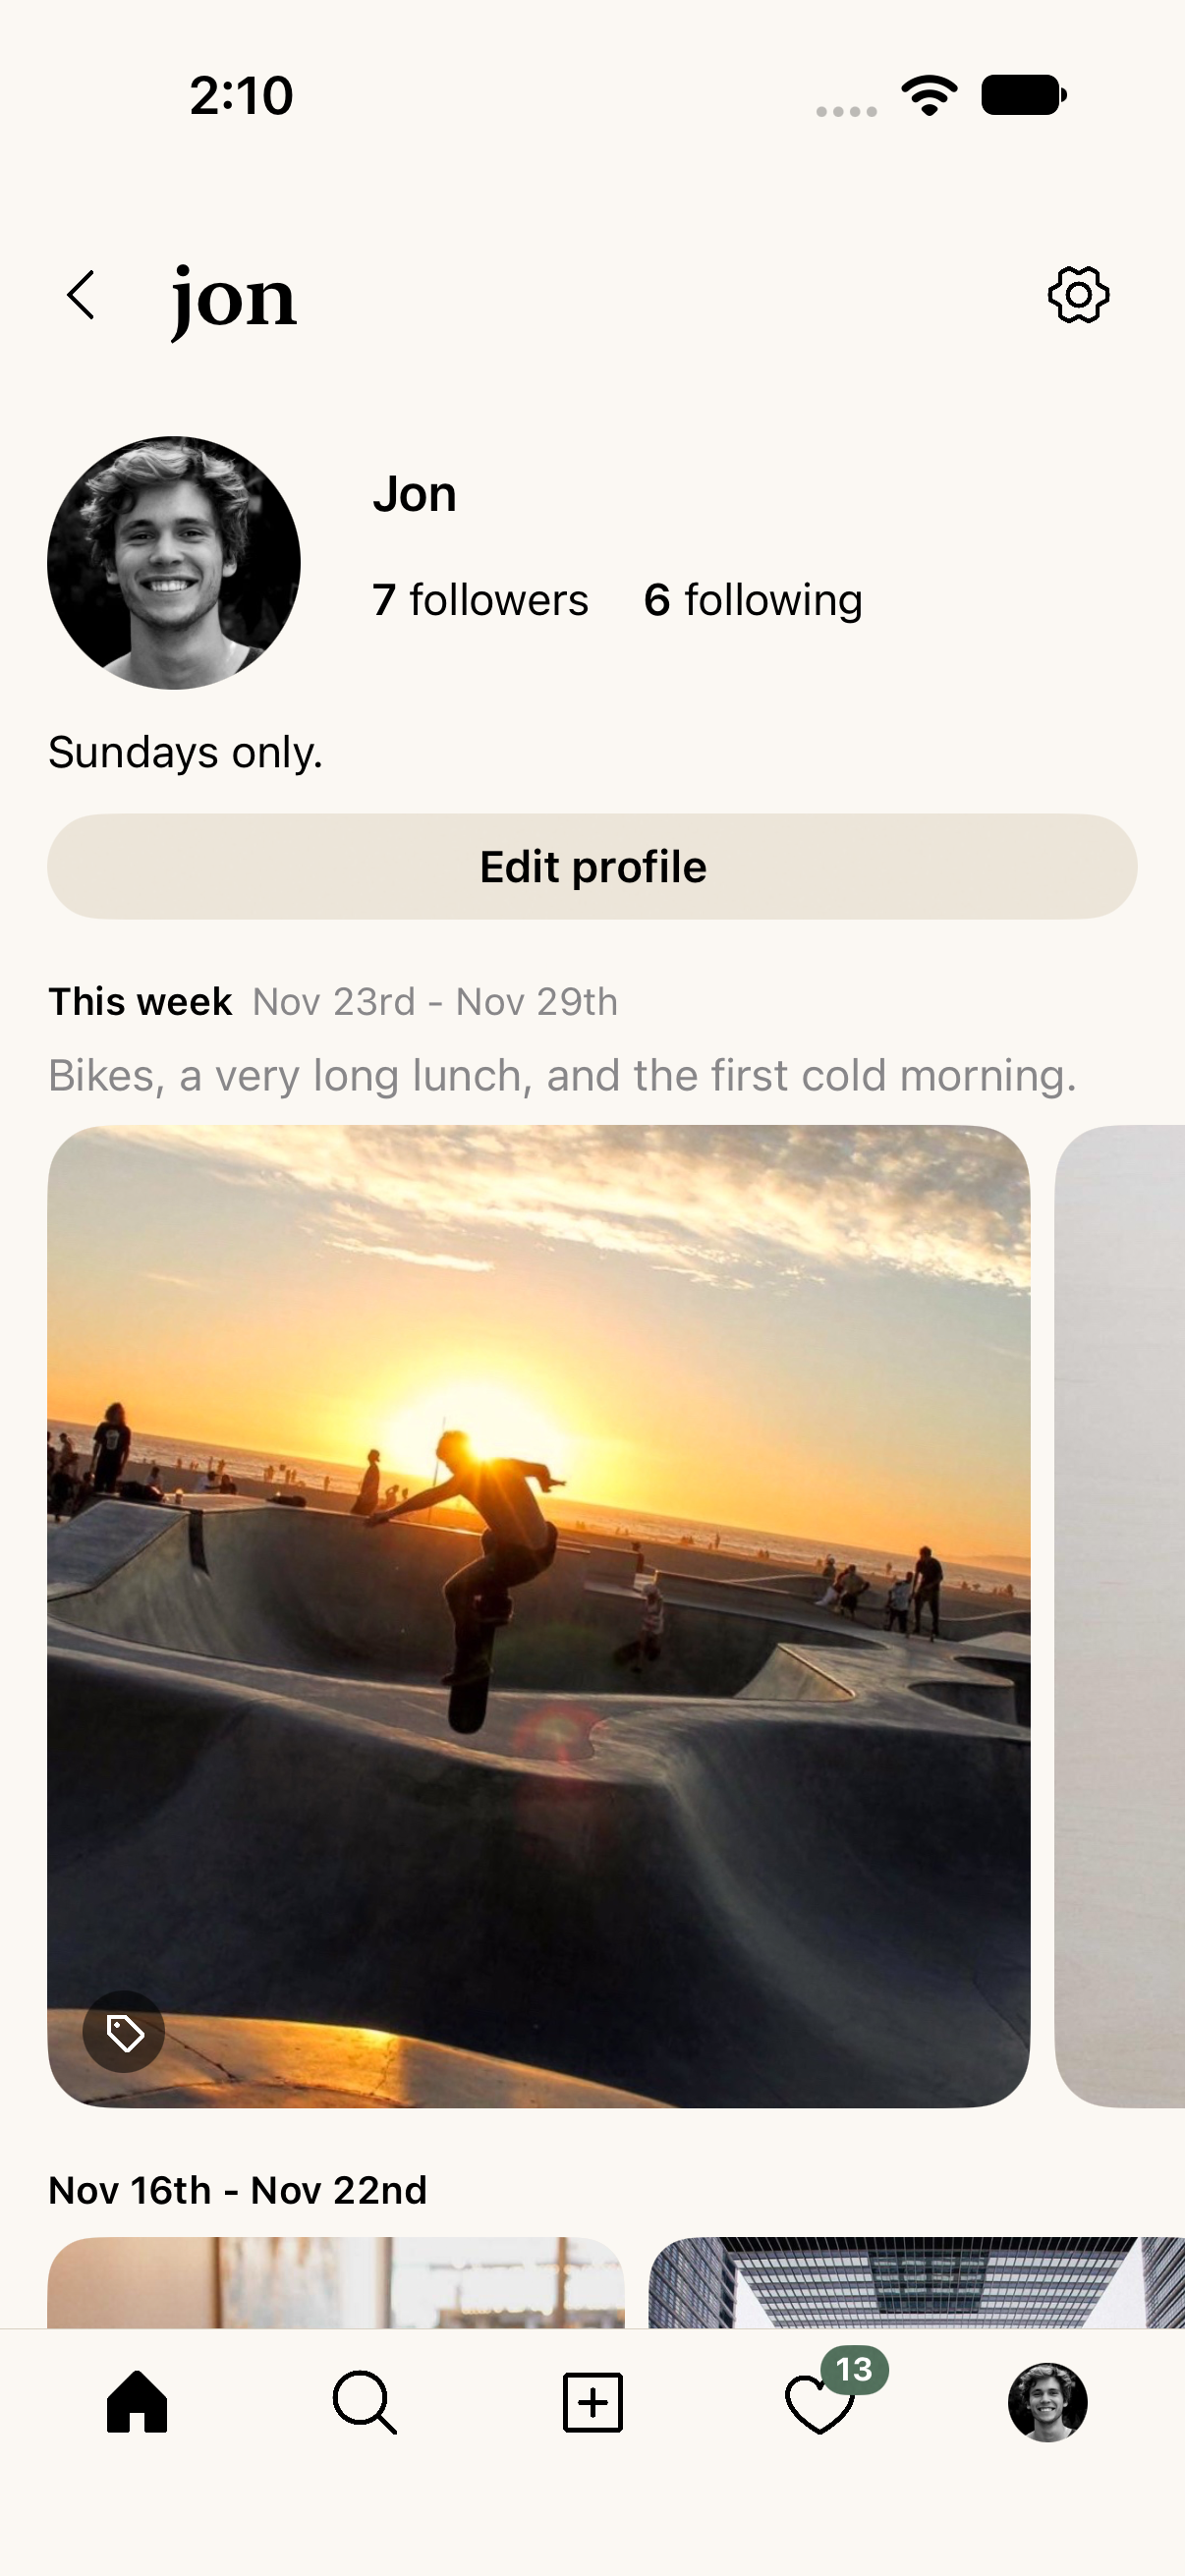 2:10
jon
Jon
7 followers 6 following
Sundays only.
Edit profile
This week Nov 23rd - Nov 29th
Bikes, a very long lunch, and the first cold morning.
Nov 16th - Nov 22nd
13